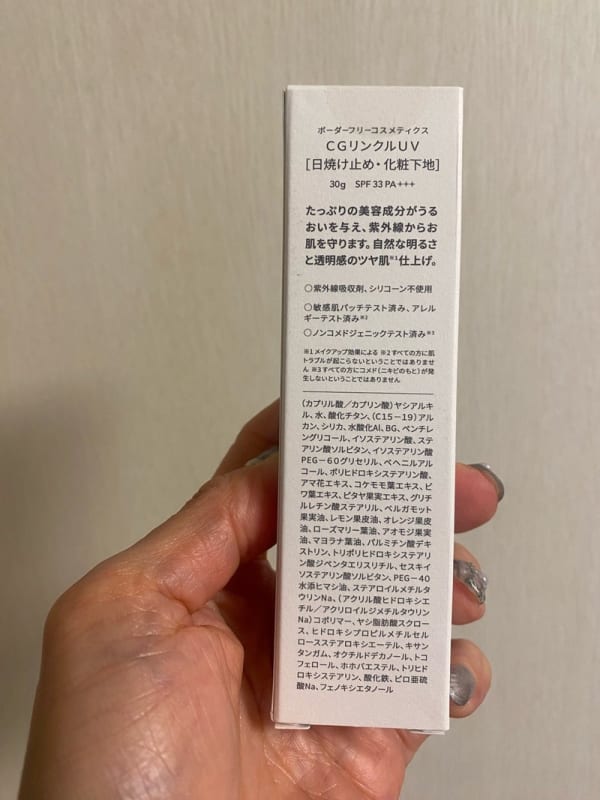 ボーダーフリーコスメティクス
CGリンクルUV
[日焼け止め・化粧下地]
30g SPF33 PA+++
たっぷりの美容成分がうる
おいを与え、紫外線からお
肌を守ります。自然な明るさ
と透明感のツヤ肌※1仕上げ。
○紫外線吸収剤、シリコーン不使用
○敏感肌パッチテスト済み、アレル
ギーテスト済み※2
○ノンコメドジェニックテスト済み※3
※1 メイクアップ効果による ※2 すべての方に肌
トラブルが起こらないということではありませ
ん ※3 すべての方にコメド(ニキビのもと)が発
生しないということではありません
(カプリル酸/カプリン酸)ヤシアルキ
ル、水、酸化チタン、(C15-19)アル
カン、シリカ、水酸化Al、BG、ペンチレ
ングリコール、イソステアリン酸、ステ
アリン酸ソルビタン、イソステアリン酸
PEG-60グリセリル、ベヘニルアル
コール、ポリヒドロキシステアリン酸、
アマ花エキス、コケモモ葉エキス、ビ
ワ葉エキス、ピタヤ果実エキス、グリチ
ルレチン酸ステアリル、ベルガモット
果実油、レモン果皮油、オレンジ果皮
油、ローズマリー葉油、アオモジ果実
油、マヨラナ葉油、パルミチン酸デキ
ストリン、トリポリヒドロキシステアリ
ン酸ジペンタエリスリチル、セスキイ
ソステアリン酸ソルビタン、PEG-40
水添ヒマシ油、ステアロイルメチルタ
ウリンNa、(アクリル酸ヒドロキシエ
チル/アクリロイルジメチルタウリン
Na)コポリマー、ヤシ脂肪酸スクロー
ス、ヒドロキシプロピルメチルセル
ロースステアロキシエーテル、キサン
タンガム、オクチルドデカノール、トコ
フェロール、ホホバエステル、トリヒド
ロキシステアリン、酸化鉄、ピロ亜硫
酸Na、フェノキシエタノール